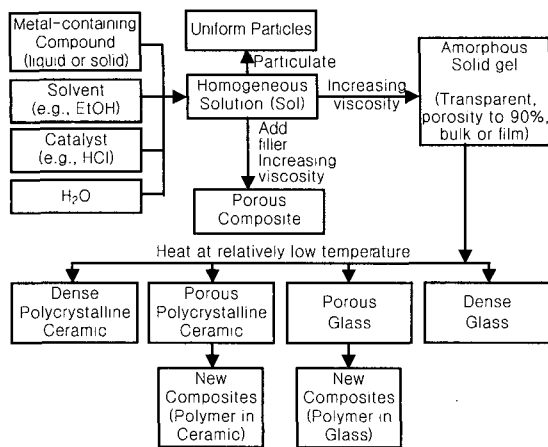 Metal-containing
Compound
(liquid or solid)
Solvent
(e.g., EtOH)
Catalyst
(e.g., HCl)
H₂O
Uniform Particles
Particulate
Homogeneous
Solution (Sol)
Increasing
viscosity
Add
filler
Increasing
viscosity
Porous
Composite
Amorphous
Solid gel
(Transparent,
porosity to 90%,
bulk or film)
Heat at relatively low temperature
Dense
Polycrystalline
Ceramic
Porous
Polycrystalline
Ceramic
Porous
Glass
Dense
Glass
New
Composites
(Polymer in
Ceramic)
New
Composites
(Polymer in
Glass)